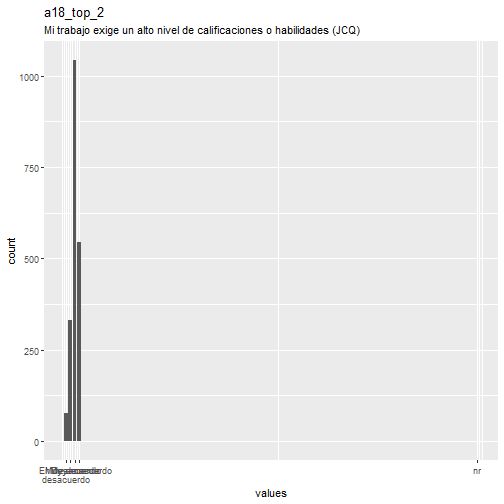 a18_top_2
Mi trabajo exige un alto nivel de calificaciones o habilidades (JCQ)
1000
750
500
250
0
count
desacuerdo
nr
values